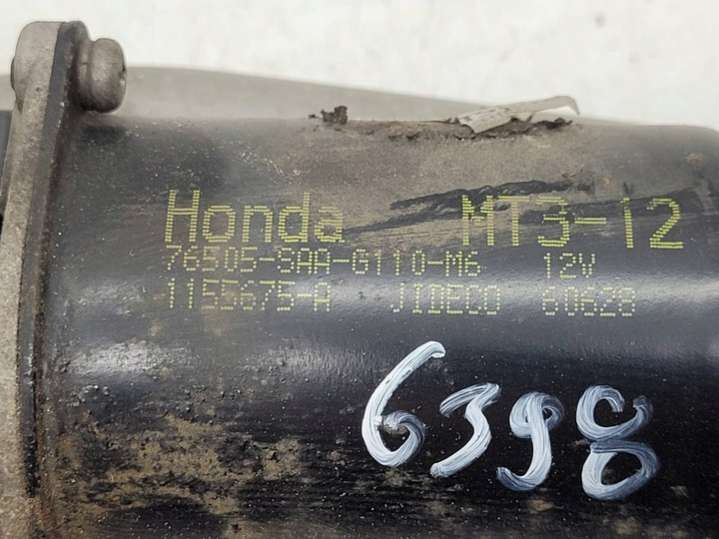 Honda MT3-12
76505-SAA-G110-M6 12V
1155675-A JIDECO 60628
6398